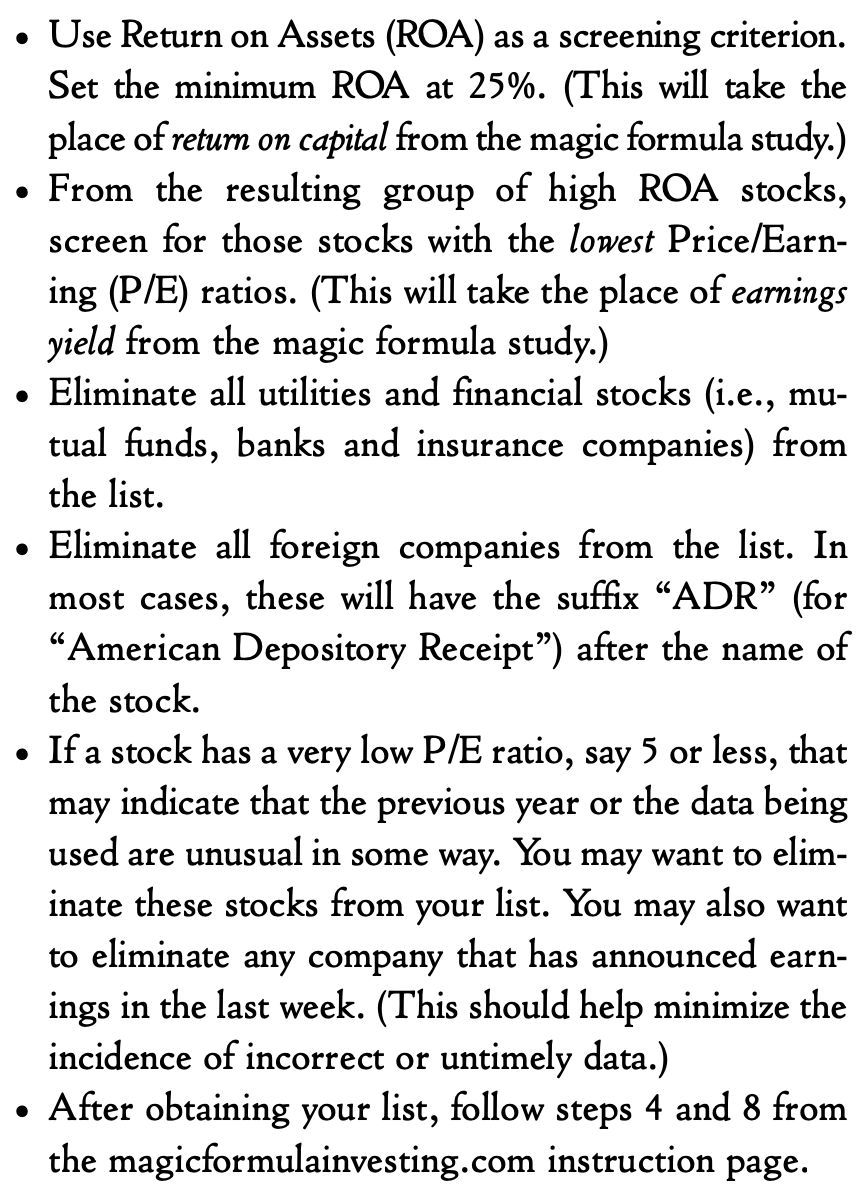 • Use Return on Assets (ROA) as a screening criterion.
Set the minimum ROA at 25%. (This will take the
place of return on capital from the magic formula study.)
• From the resulting group of high ROA stocks,
screen for those stocks with the lowest Price/Earn-
ing (P/E) ratios. (This will take the place of earnings
yield from the magic formula study.)
• Eliminate all utilities and financial stocks (i.e., mu-
tual funds, banks and insurance companies) from
the list.
• Eliminate all foreign companies from the list. In
most cases, these will have the suffix “ADR” (for
“American Depository Receipt”) after the name of
the stock.
• If a stock has a very low P/E ratio, say 5 or less, that
may indicate that the previous year or the data being
used are unusual in some way. You may want to elim-
inate these stocks from your list. You may also want
to eliminate any company that has announced earn-
ings in the last week. (This should help minimize the
incidence of incorrect or untimely data.)
• After obtaining your list, follow steps 4 and 8 from
the magicformulainvesting.com instruction page.